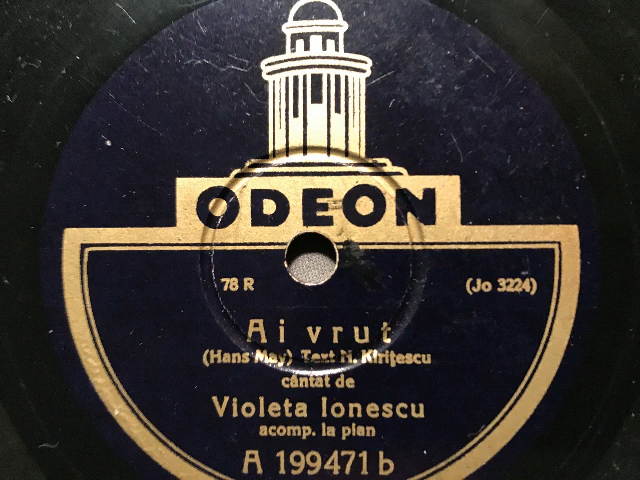 ODEON
78 R
(Jo 3224)
Ai vrut
(Hans May) Text N. Kirițescu
cântat de
Violeta Ionescu
acomp. la pian
A 199471 b